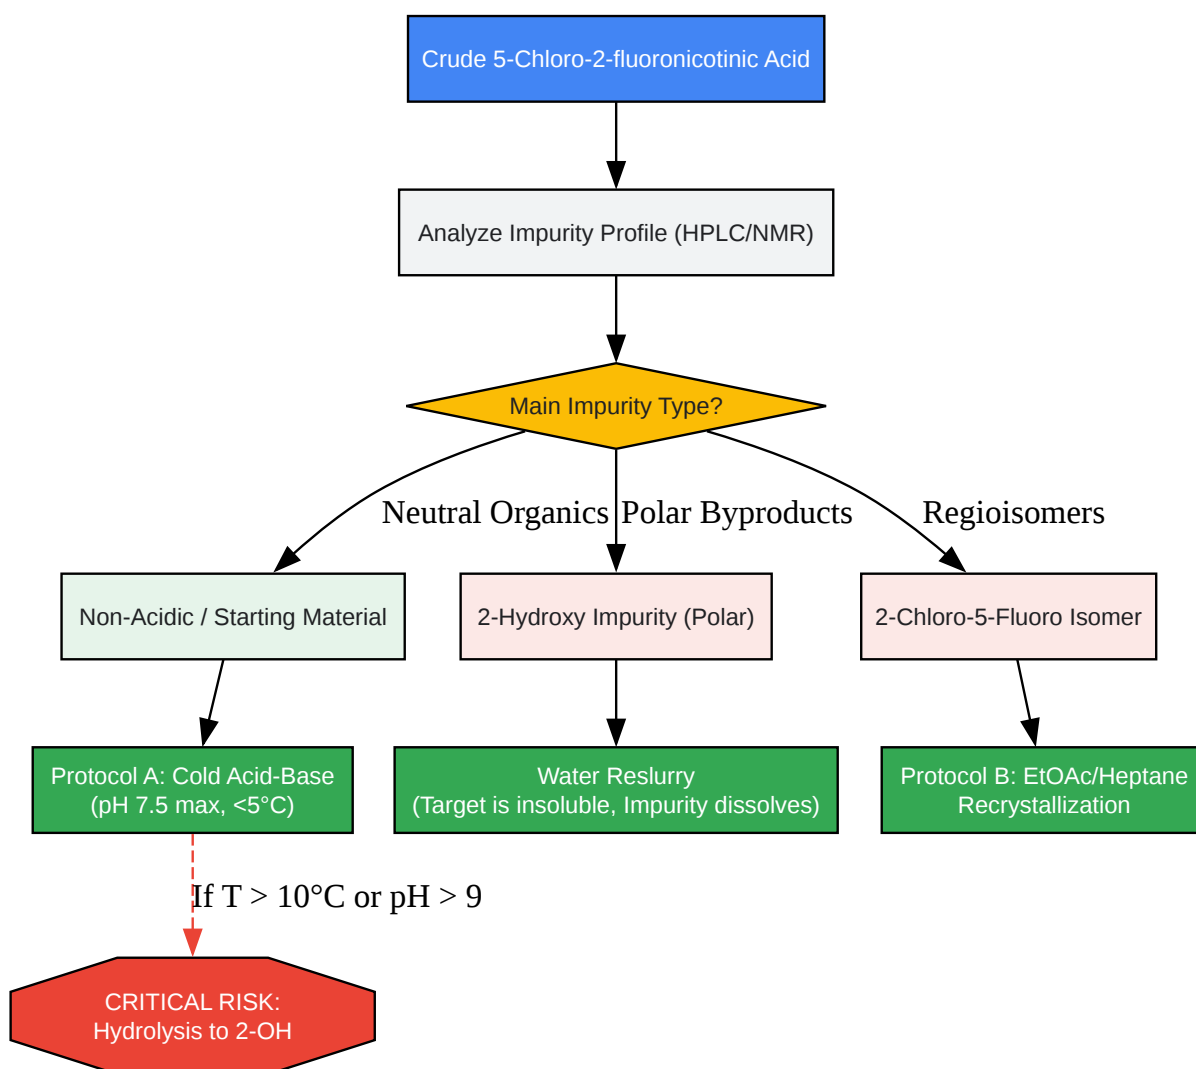 Crude 5-Chloro-2-fluoronicotinic Acid
Analyze Impurity Profile (HPLC/NMR)
Main Impurity Type?
Neutral Organics
Polar Byproducts
Regioisomers
Non-Acidic / Starting Material
2-Hydroxy Impurity (Polar)
2-Chloro-5-Fluoro Isomer
Protocol A: Cold Acid-Base
(pH 7.5 max, <5°C)
Water Reslurry
(Target is insoluble, Impurity dissolves)
Protocol B: EtOAc/Heptane
Recrystallization
If T > 10°C or pH > 9
CRITICAL RISK:
Hydrolysis to 2-OH